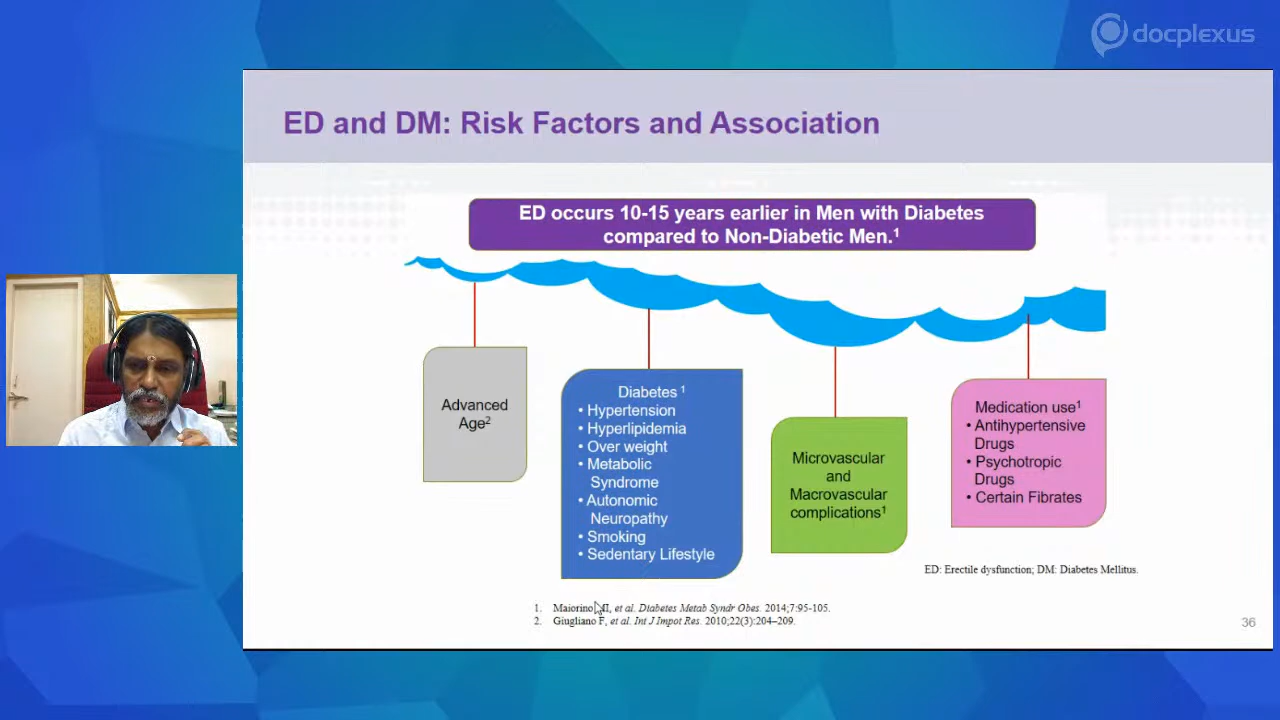 docplexus
ED and DM: Risk Factors and Association
ED occurs 10-15 years earlier in Men with Diabetes
compared to Non-Diabetic Men.¹
Advanced
Age²
Diabetes ¹
• Hypertension
• Hyperlipidemia
• Over weight
• Metabolic
Syndrome
• Autonomic
Neuropathy
• Smoking
• Sedentary Lifestyle
Microvascular
and
Macrovascular
complications¹
Medication use¹
• Antihypertensive
Drugs
• Psychotropic
Drugs
• Certain Fibrates
ED: Erectile dysfunction; DM: Diabetes Mellitus.
1. Maiorino MI, et al. Diabetes Metab Syndr Obes. 2014;7:95-105.
2. Giugliano F, et al. Int J Impot Res. 2010;22(3):204–209.
36